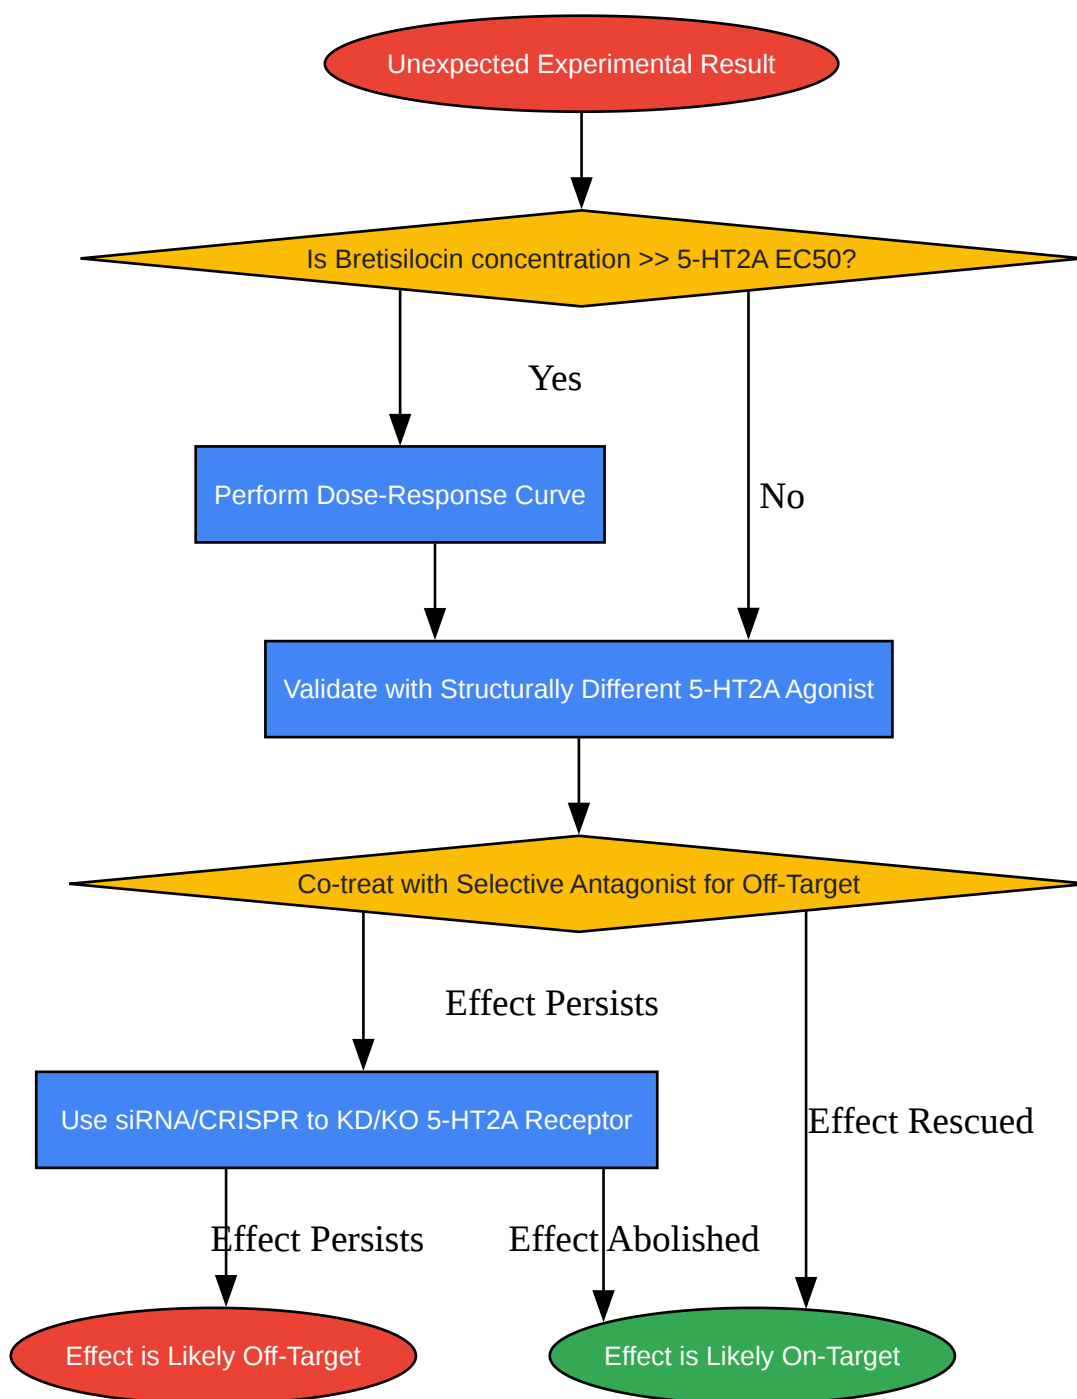 Unexpected Experimental Result
Is Bretisilocin concentration >> 5-HT2A EC50?
Yes
Perform Dose-Response Curve
No
Validate with Structurally Different 5-HT2A Agonist
Co-treat with Selective Antagonist for Off-Target
Effect Persists
Use siRNA/CRISPR to KD/KO 5-HT2A Receptor
Effect Rescued
Effect Persists
Effect Abolished
Effect is Likely Off-Target
Effect is Likely On-Target